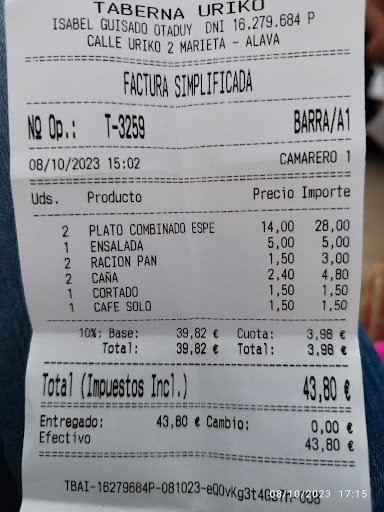 TABERNA URIKO
ISABEL GUISADO OTADUY DNI 16.279.684 P
CALLE URIKO 2 MARIETA - ALAVA
FACTURA SIMPLIFICADA
Nº Op.: T-3259 BARRA/A1
08/10/2023 15:02 CAMARERO 1
Uds. Producto Precio Importe
2 PLATO COMBINADO ESPE 14,00 28,00
1 ENSALADA 5,00 5,00
2 RACION PAN 1,50 3,00
2 CAÑA 2,40 4,80
1 CORTADO 1,50 1,50
1 CAFE SOLO 1,50 1,50
10%: Base: 39,82 € Cuota: 3,98 €
Total: 39,82 € Total: 3,98 €
Total (Impuestos Incl.) 43,80 €
Entregado: 43,80 € Cambio: 0,00 €
Efectivo 43,80 €
08/10/2023 17:15